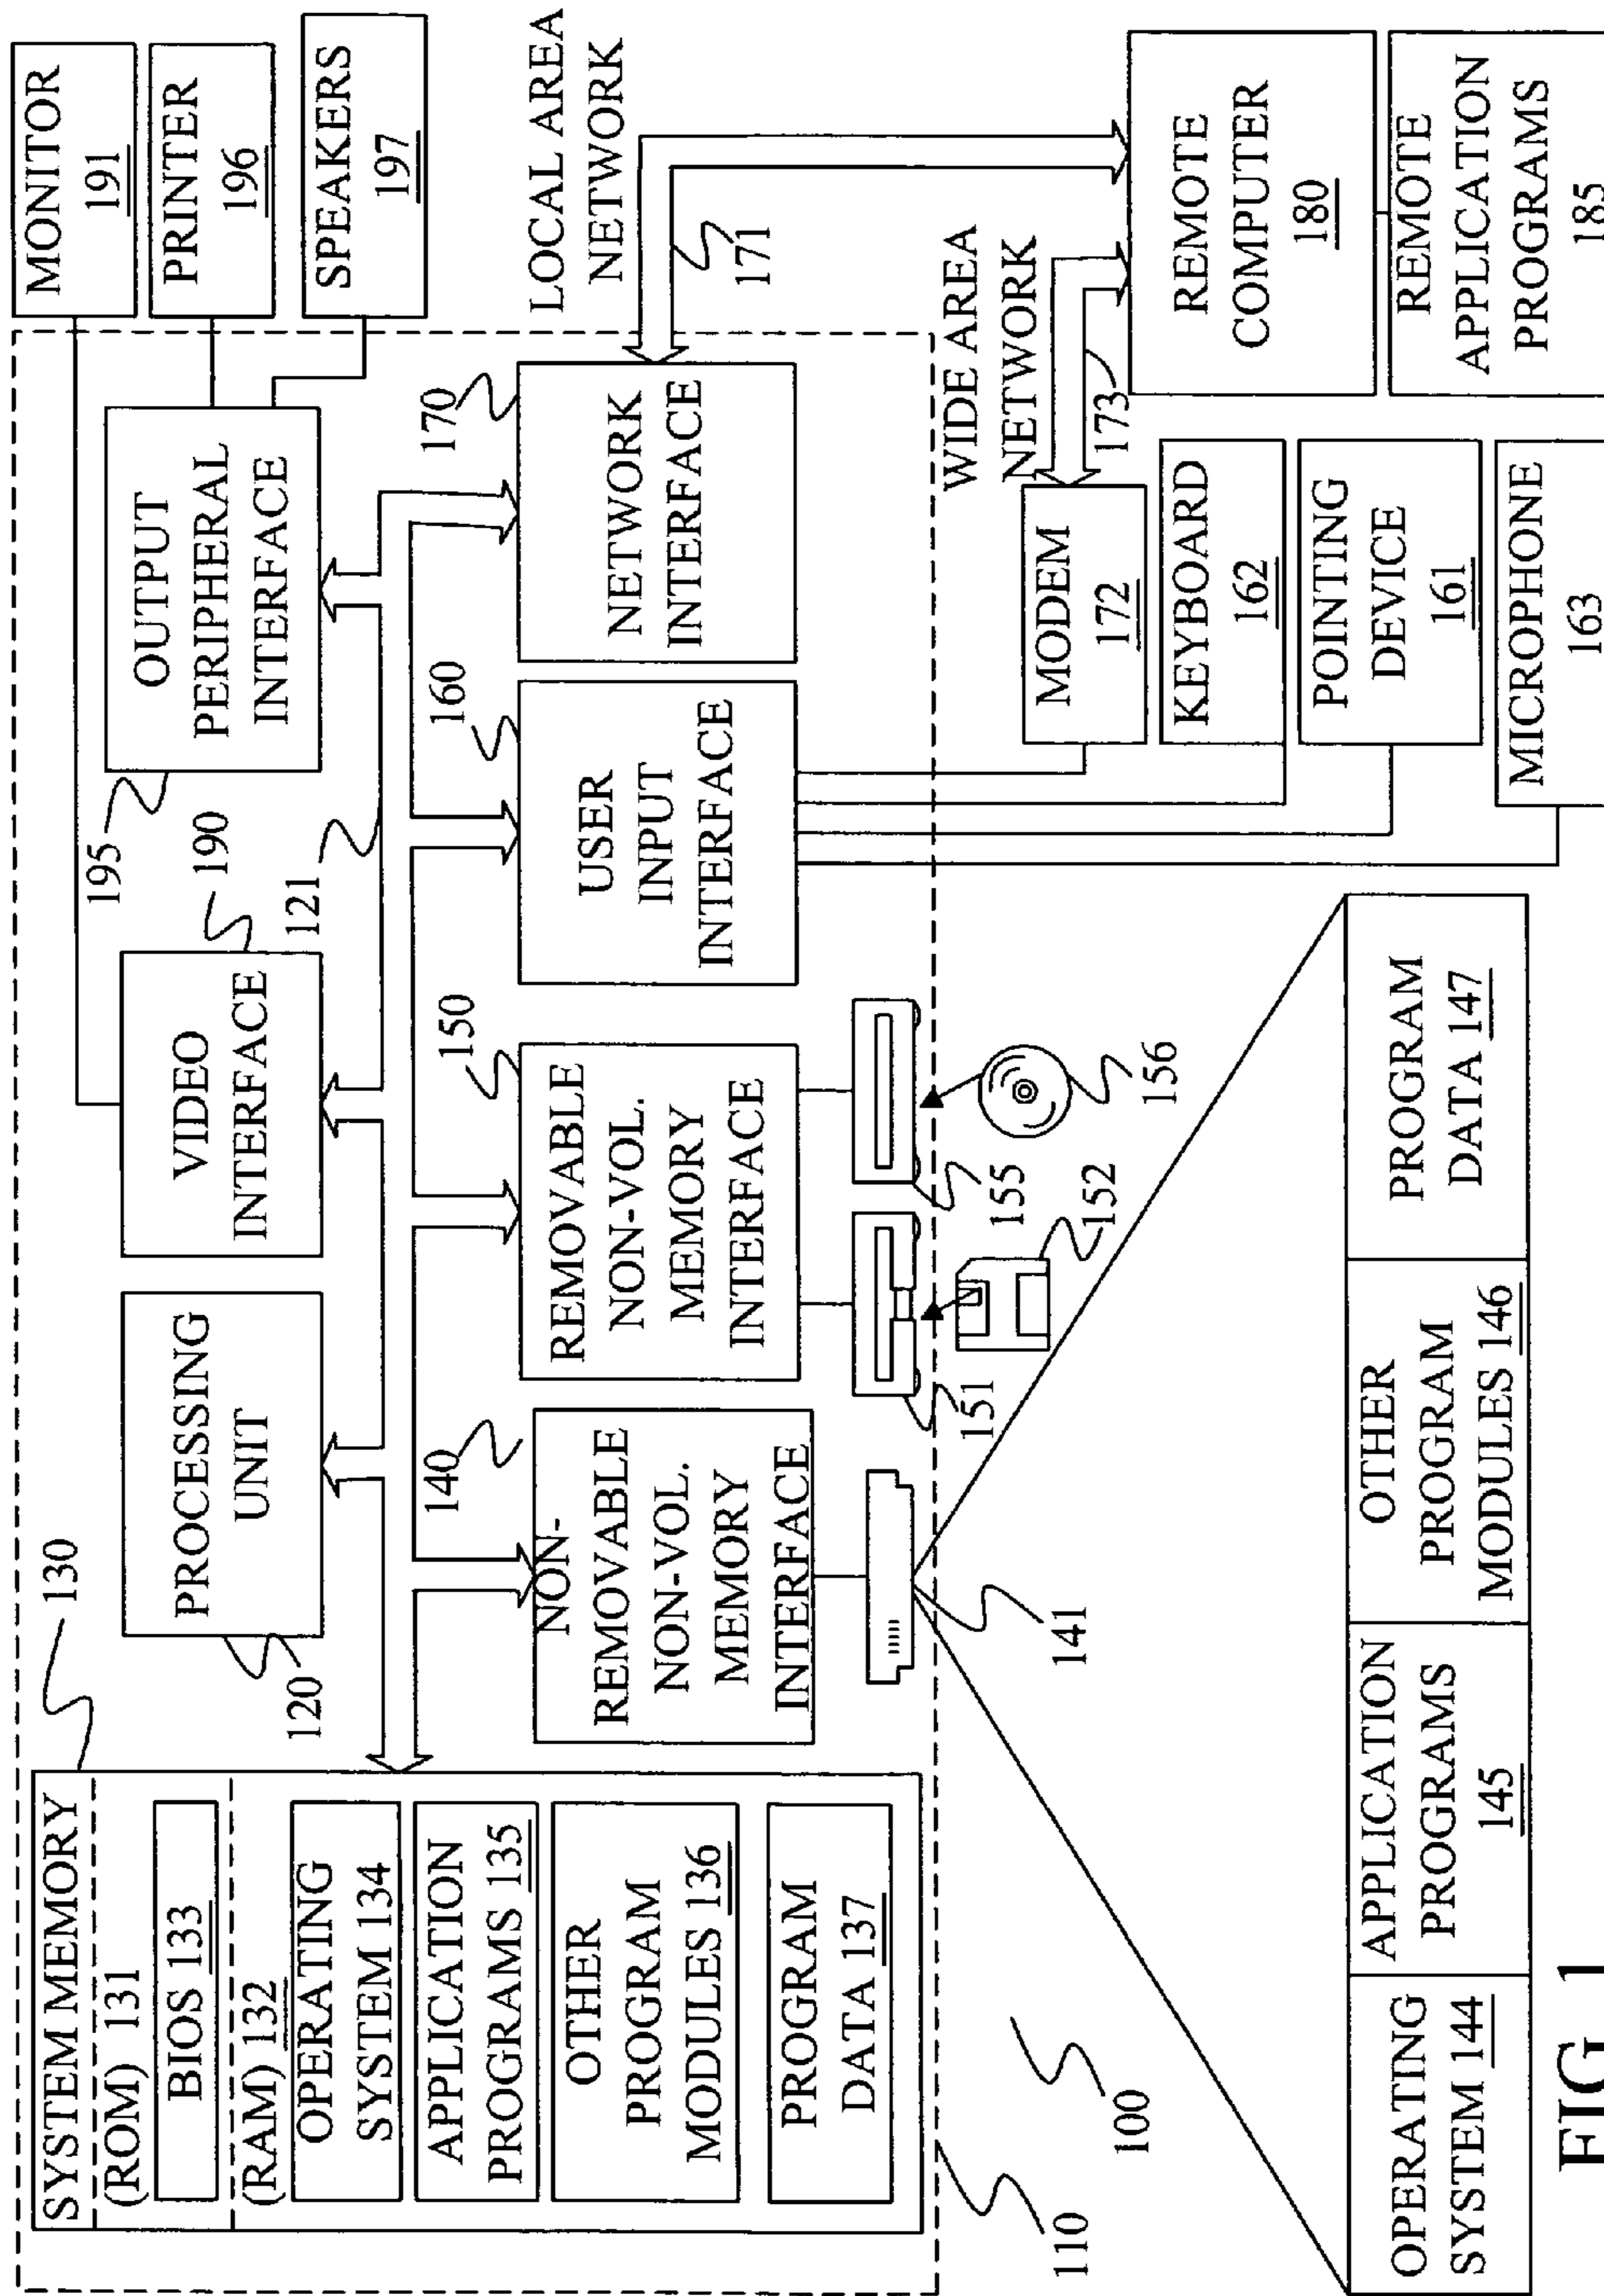 SYSTEM MEMORY
(ROM) 131
BIOS 133
(RAM) 132
OPERATING
SYSTEM 134
APPLICATION
PROGRAMS 135
OTHER
PROGRAM
MODULES 136
PROGRAM
DATA 137
130
120
PROCESSING
UNIT
VIDEO
INTERFACE
190
195
121
OUTPUT
PERIPHERAL
INTERFACE
MONITOR
191
PRINTER
196
SPEAKERS
197
140
NON-
REMOVABLE
NON-VOL.
MEMORY
INTERFACE
150
REMOVABLE
NON-VOL.
MEMORY
INTERFACE
160
USER
INPUT
INTERFACE
170
NETWORK
INTERFACE
LOCAL AREA
NETWORK
171
141
151
152
155
156
WIDE AREA
NETWORK
173
MODEM
172
KEYBOARD
162
POINTING
DEVICE
161
MICROPHONE
163
REMOTE
COMPUTER
180
REMOTE
APPLICATION
PROGRAMS
185
110
100
OPERATING
SYSTEM 144
APPLICATION
PROGRAMS
145
OTHER
PROGRAM
MODULES 146
PROGRAM
DATA 147
FIG. 1